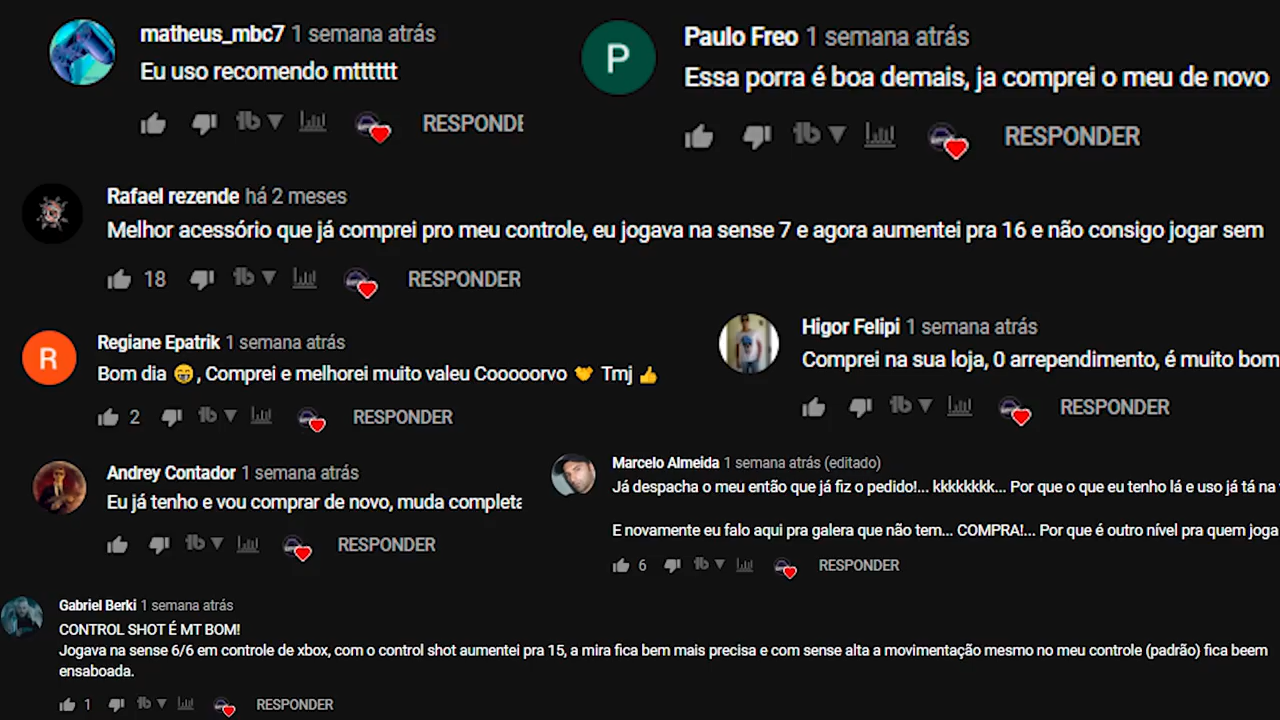 matheus_mbc7 1 semana atrás
Eu uso recomendo mtttttt
RESPONDE
Paulo Freo 1 semana atrás
Essa porra é boa demais, ja comprei o meu de novo
RESPONDER
P
Rafael rezende há 2 meses
Melhor acessório que já comprei pro meu controle, eu jogava na sense 7 e agora aumentei pra 16 e não consigo jogar sem
18 RESPONDER
R
Regiane Epatrik 1 semana atrás
Bom dia 😁, Comprei e melhorei muito valeu Cooooorvo 🤝 Tmj 👍
2 RESPONDER
Higor Felipi 1 semana atrás
Comprei na sua loja, 0 arrependimento, é muito bom
RESPONDER
Andrey Contador 1 semana atrás
Eu já tenho e vou comprar de novo, muda completa
RESPONDER
Marcelo Almeida 1 semana atrás (editado)
Já despacha o meu então que já fiz o pedido!... kkkkkkkk... Por que o que eu tenho lá e uso já tá na
E novamente eu falo aqui pra galera que não tem... COMPRA!... Por que é outro nível pra quem joga
6 RESPONDER
Gabriel Berki 1 semana atrás
CONTROL SHOT É MT BOM!
Jogava na sense 6/6 em controle de xbox, com o control shot aumentei pra 15, a mira fica bem mais precisa e com sense alta a movimentação mesmo no meu controle (padrão) fica beem
ensaboada.
1 RESPONDER